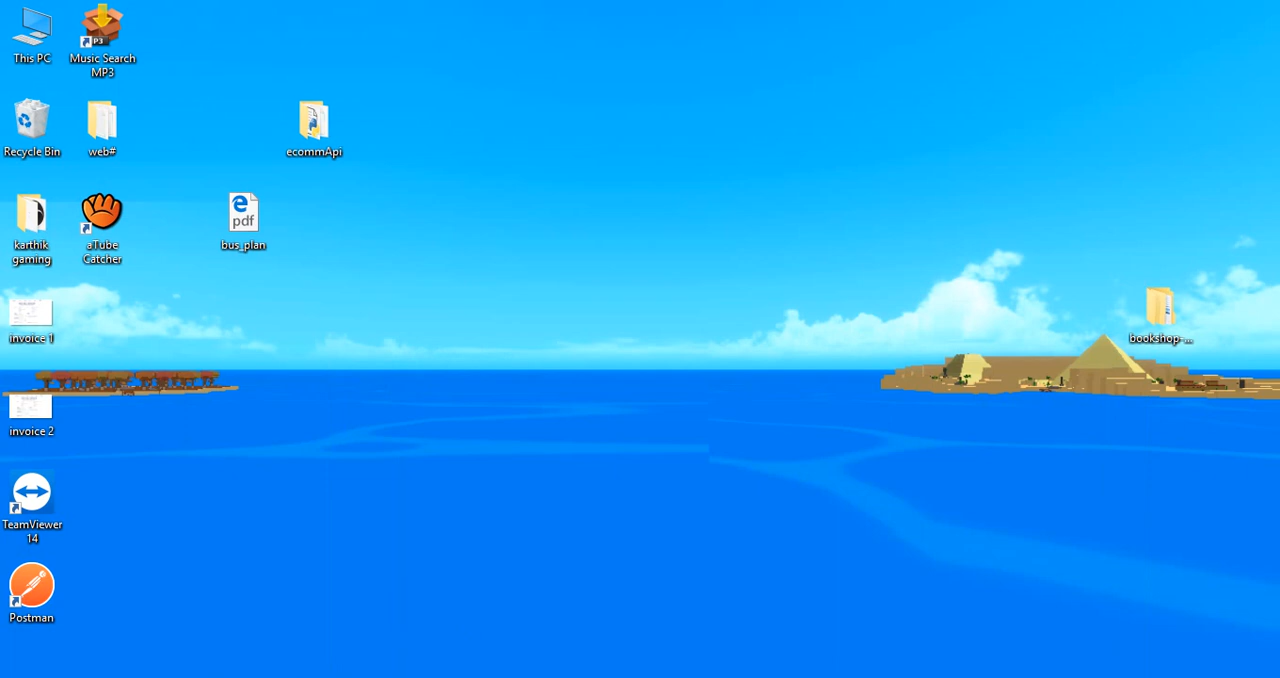 This PC
Music Search
MP3
Recycle Bin
web#
ecommApi
karthik
gaming
aTube
Catcher
pdf
bus_plan
invoice 1
bookshop-...
invoice 2
TeamViewer
14
Postman